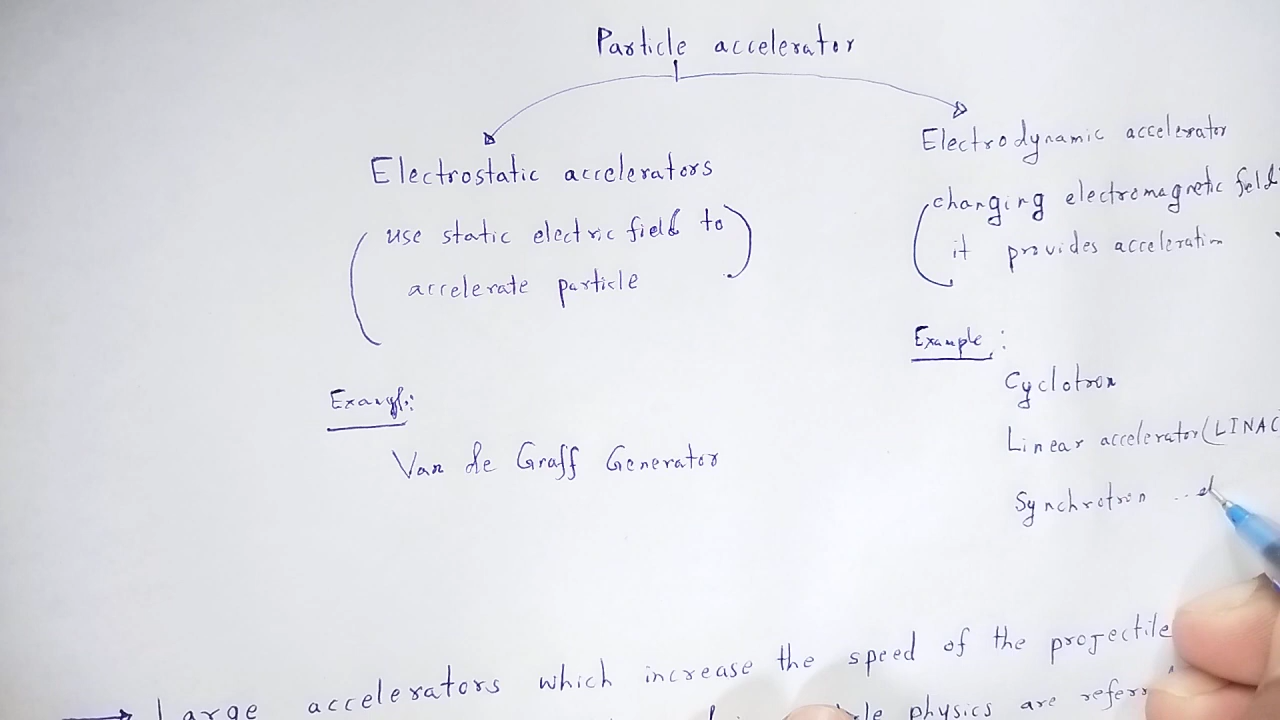 Particle accelerator
Electrostatic accelerators
(use static electric field to
accelerate particle)
Example:
Van de Graff Generator
Electrodynamic accelerator
(changing electromagnetic field
it provides acceleration
Example:
Cyclotron
Linear accelerator (LINAC
Synchrotron ..
→ Large accelerators which increase the speed of the projectile
physics are